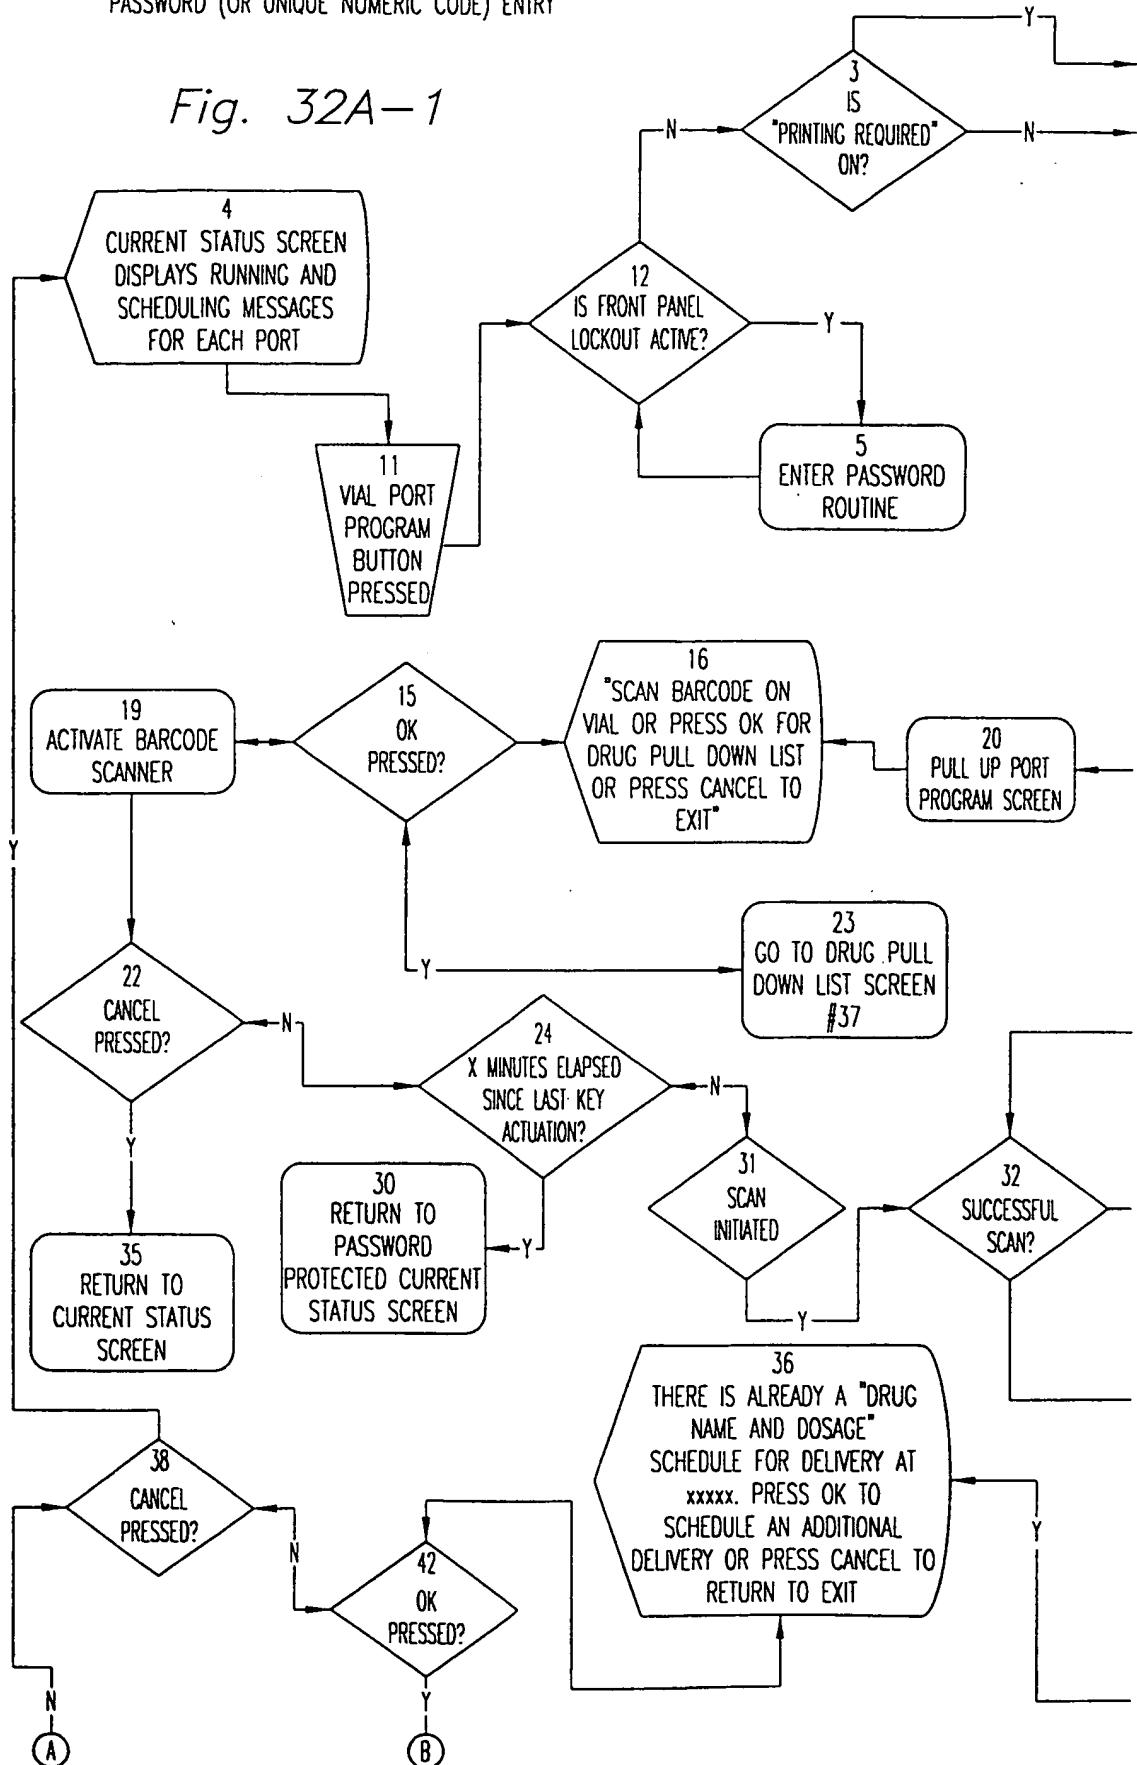 PASSWORD (OR UNIQUE NUMERIC CODE) ENTRY
Fig. 32A-1
Y
3
IS
"PRINTING REQUIRED"
ON?
N
N
4
CURRENT STATUS SCREEN
DISPLAYS RUNNING AND
SCHEDULING MESSAGES
FOR EACH PORT
12
IS FRONT PANEL
LOCKOUT ACTIVE?
Y
5
ENTER PASSWORD
ROUTINE
11
VIAL PORT
PROGRAM
BUTTON
PRESSED
19
ACTIVATE BARCODE
SCANNER
15
OK
PRESSED?
16
"SCAN BARCODE ON
VIAL OR PRESS OK FOR
DRUG PULL DOWN LIST
OR PRESS CANCEL TO
EXIT"
20
PULL UP PORT
PROGRAM SCREEN
Y
Y
23
GO TO DRUG PULL
DOWN LIST SCREEN
#37
22
CANCEL
PRESSED?
N
24
X MINUTES ELAPSED
SINCE LAST KEY
ACTUATION?
N
31
SCAN
INITIATED
32
SUCCESSFUL
SCAN?
Y
30
RETURN TO
PASSWORD
PROTECTED CURRENT
STATUS SCREEN
Y
Y
35
RETURN TO
CURRENT STATUS
SCREEN
36
THERE IS ALREADY A "DRUG
NAME AND DOSAGE"
SCHEDULE FOR DELIVERY AT
xxxxx. PRESS OK TO
SCHEDULE AN ADDITIONAL
DELIVERY OR PRESS CANCEL TO
RETURN TO EXIT
Y
38
CANCEL
PRESSED?
N
42
OK
PRESSED?
N
Y
A
B